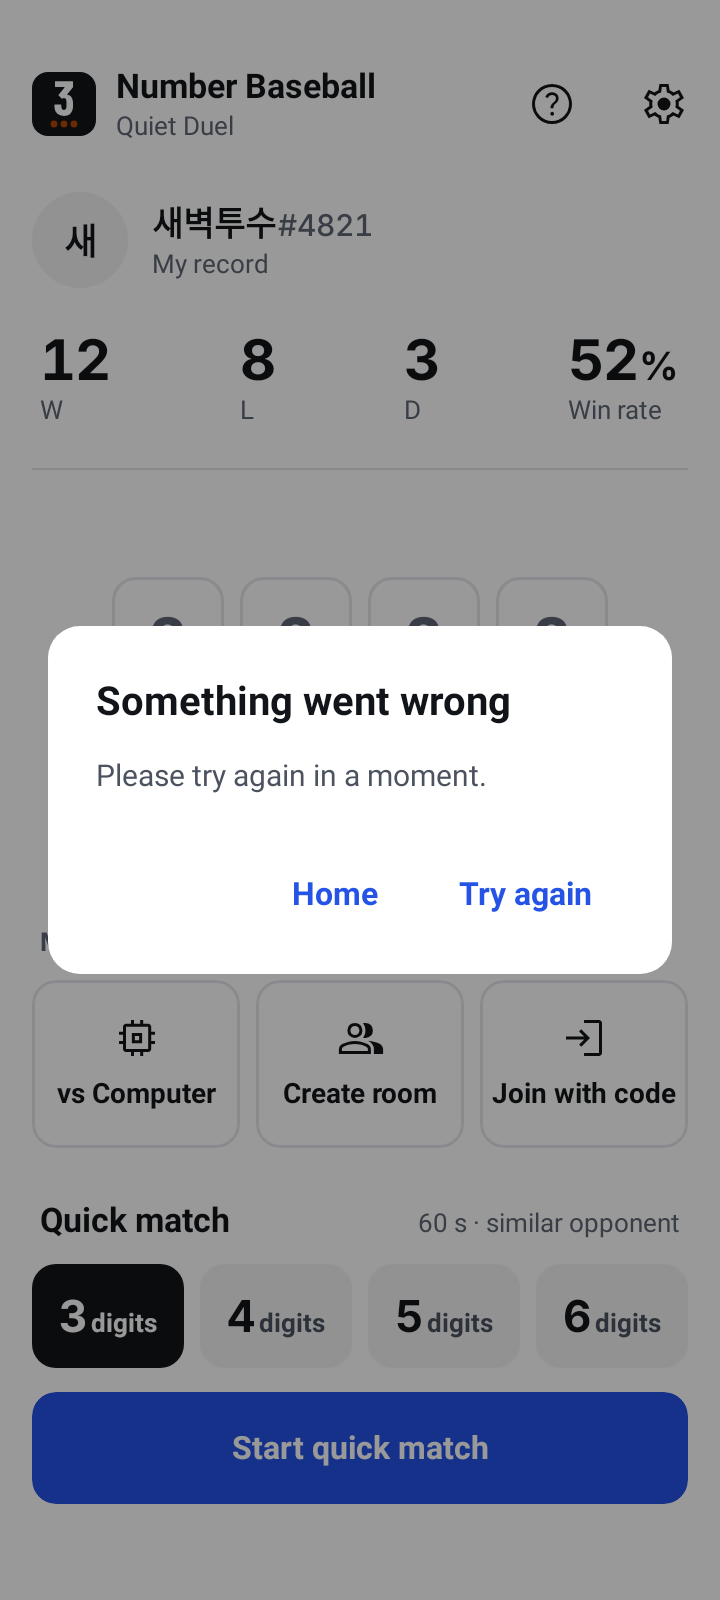 3
Number Baseball
Quiet Duel
새
새벽투수#4821
My record
12
8
3
52%
W
L
D
Win rate
Something went wrong
Please try again in a moment.
Home
Try again
vs Computer
Create room
Join with code
Quick match
60 s · similar opponent
3 digits
4 digits
5 digits
6 digits
Start quick match